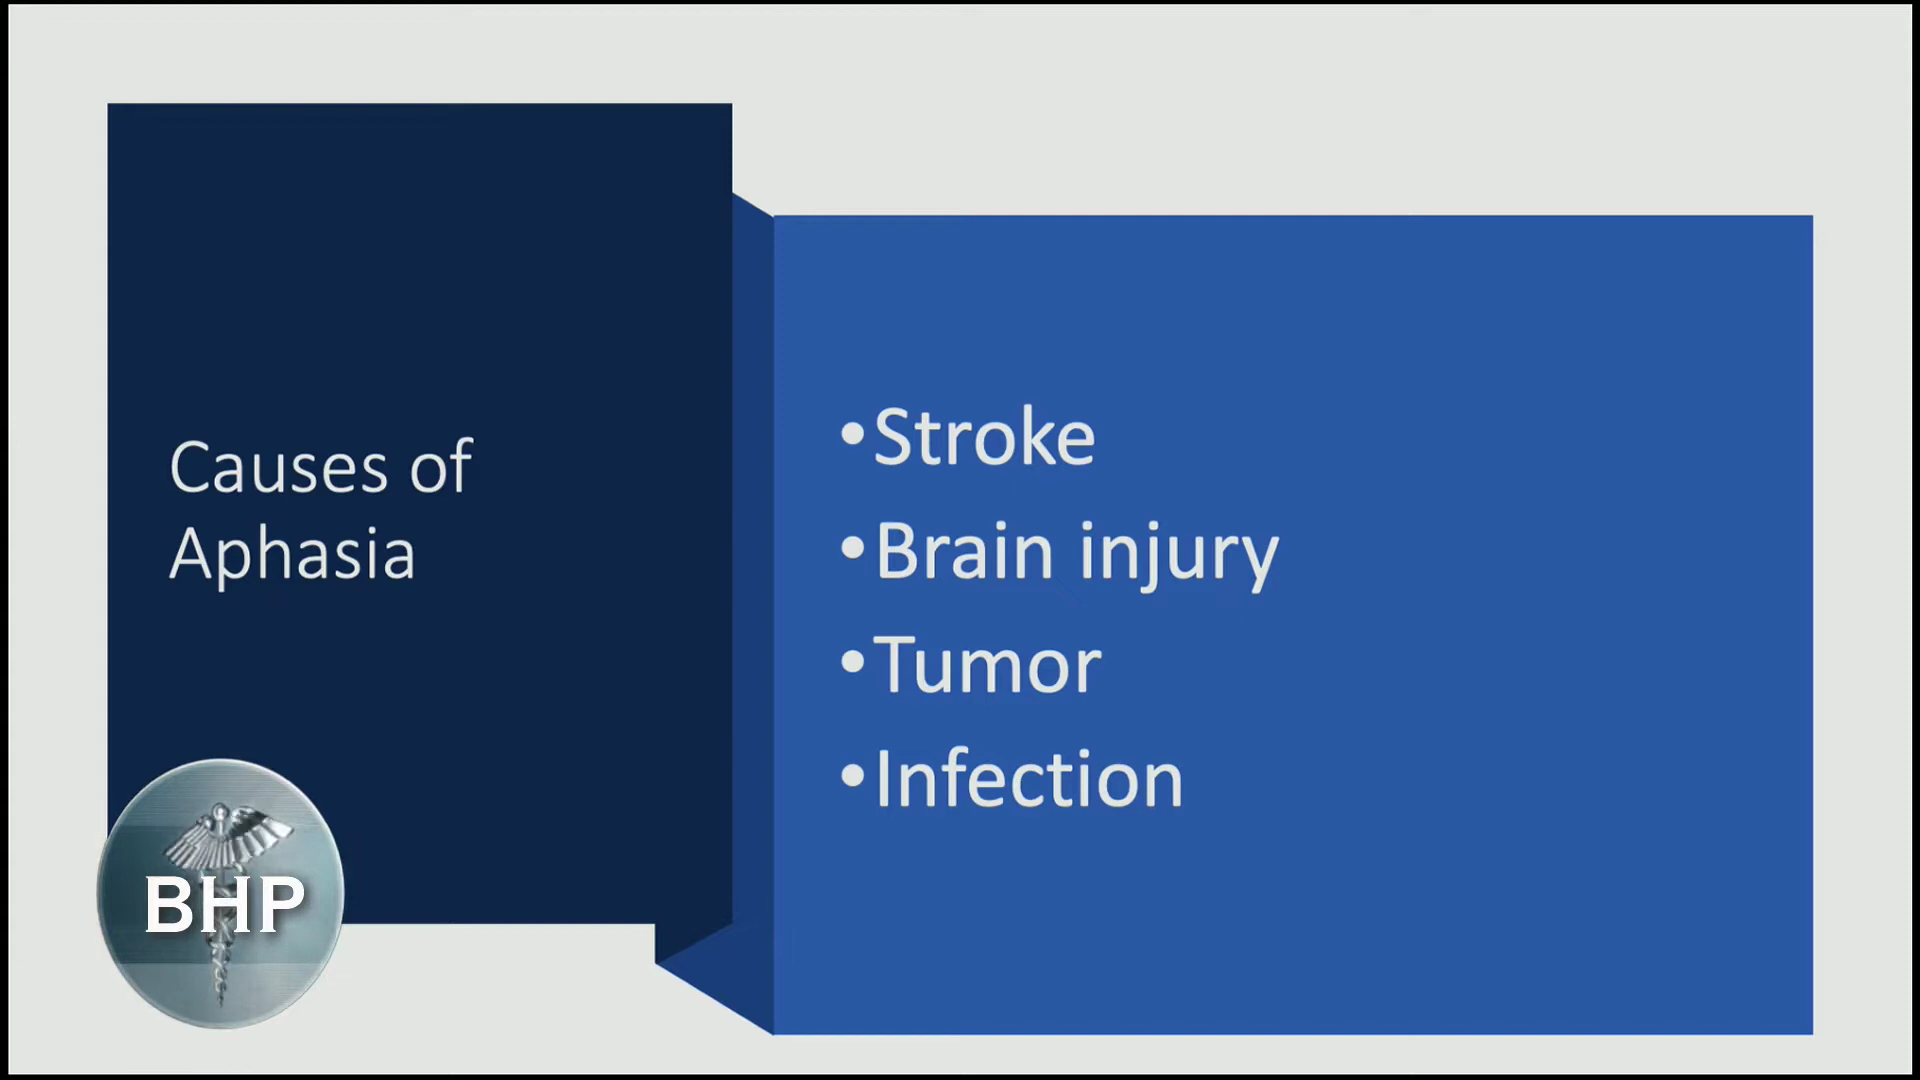 Causes of
Aphasia
•Stroke
•Brain injury
•Tumor
•Infection
BHP